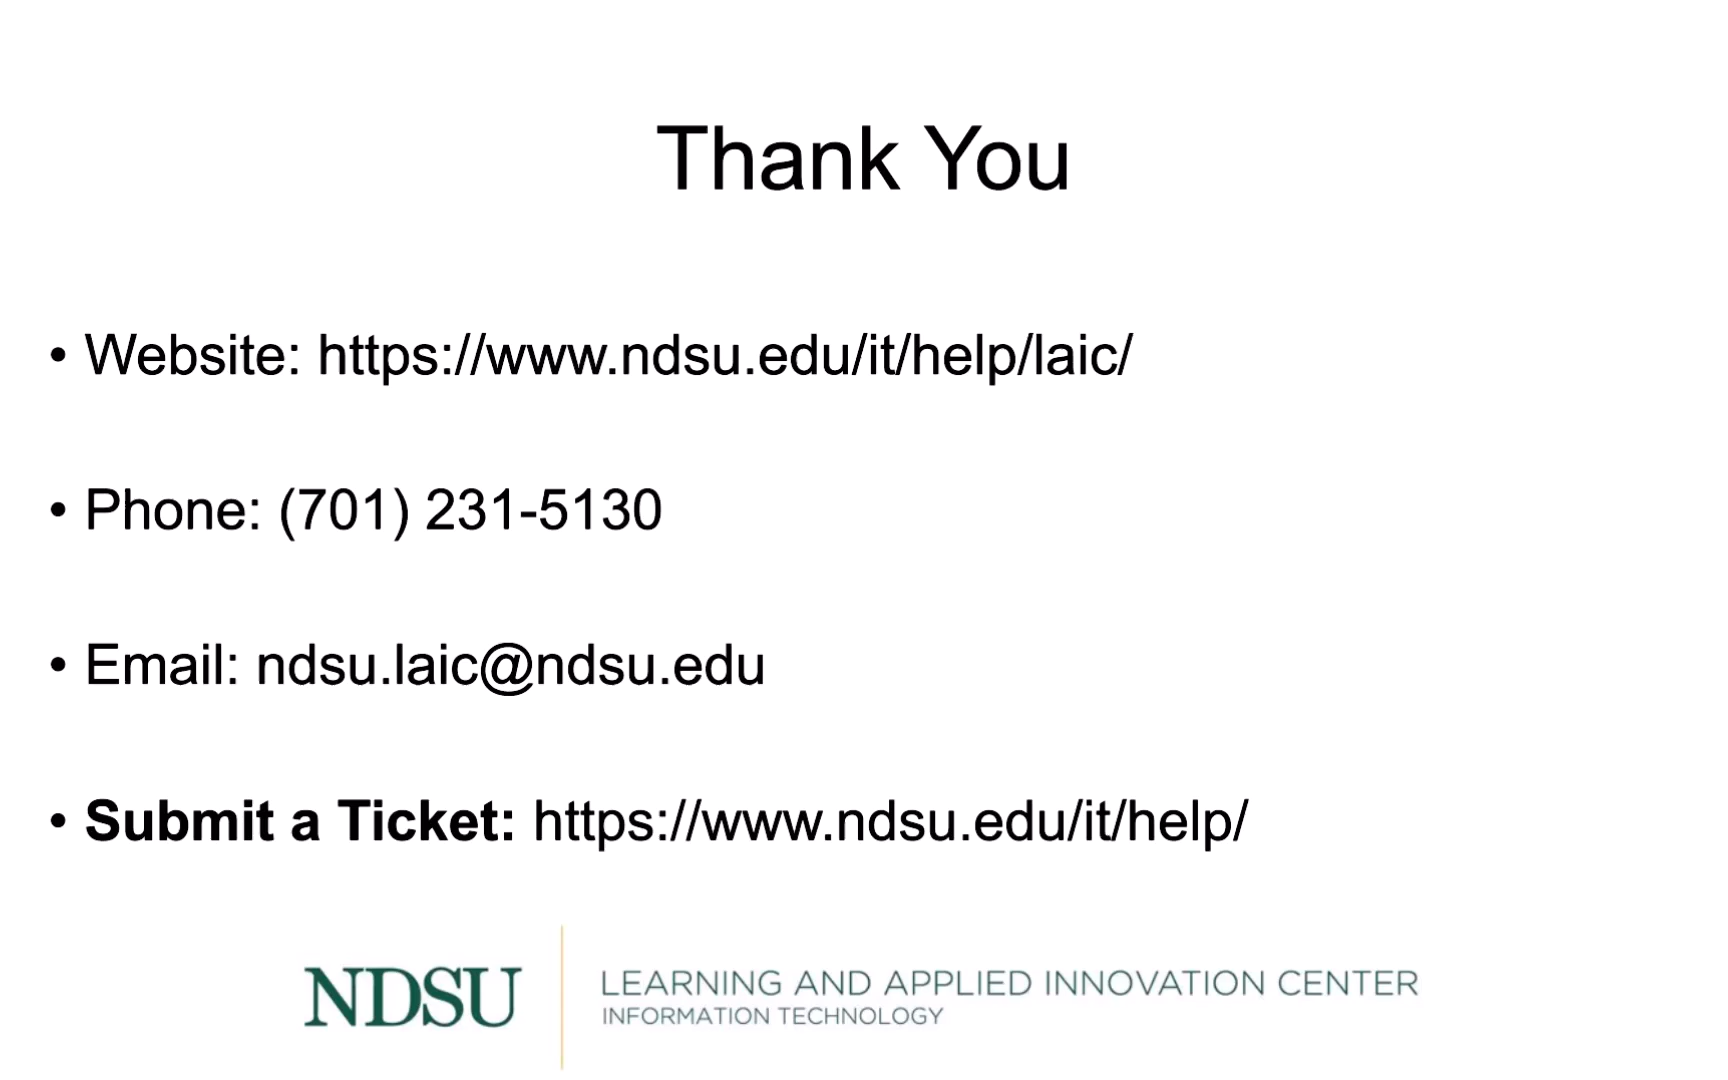 Thank You
• Website: https://www.ndsu.edu/it/help/laic/
• Phone: (701) 231-5130
• Email: ndsu.laic@ndsu.edu
• Submit a Ticket: https://www.ndsu.edu/it/help/
NDSU
LEARNING AND APPLIED INNOVATION CENTER
INFORMATION TECHNOLOGY